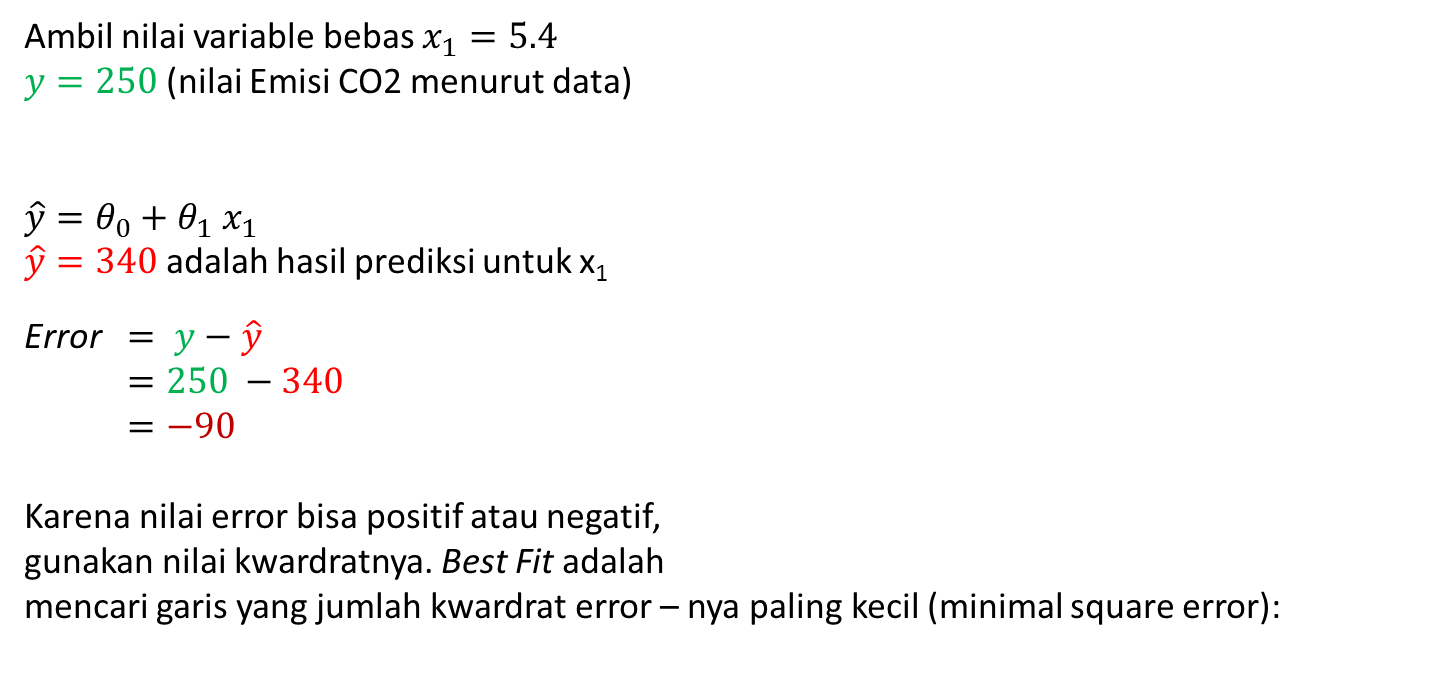 Ambil nilai variable bebas x₁ = 5.4
y = 250 (nilai Emisi CO2 menurut data)
ŷ = θ₀ + θ₁ x₁
ŷ = 340 adalah hasil prediksi untuk x₁
Error = y − ŷ
= 250 − 340
= −90
Karena nilai error bisa positif atau negatif,
gunakan nilai kwardratnya. Best Fit adalah
mencari garis yang jumlah kwardrat error – nya paling kecil (minimal square error):